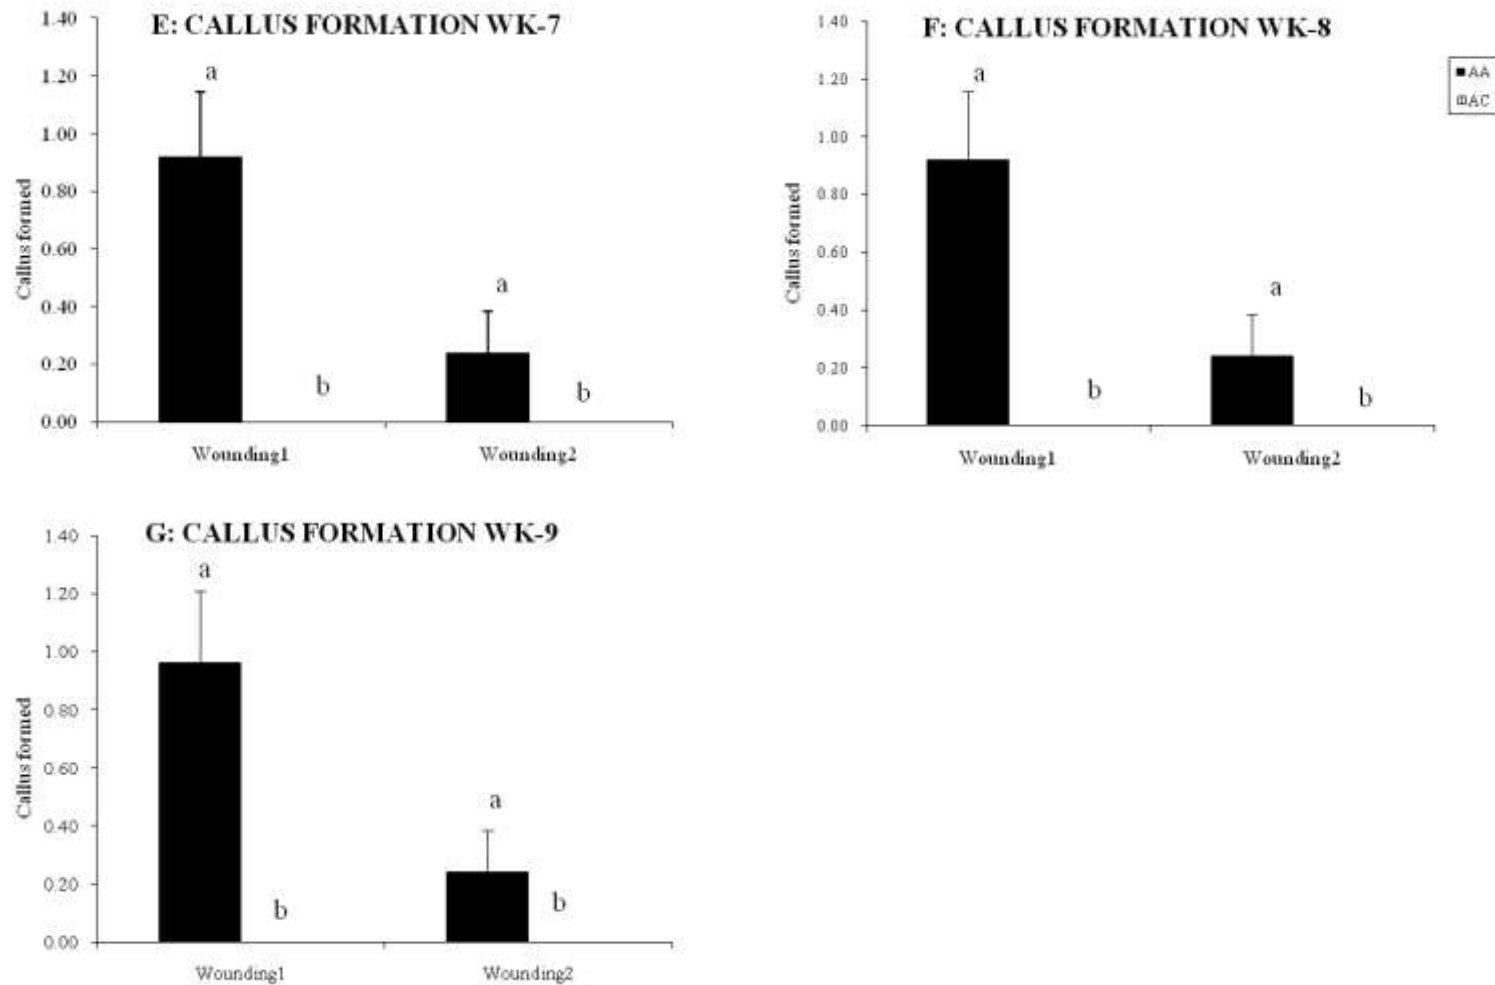 E: CALLUS FORMATION WK-7
1.40
1.20
1.00
0.80
0.60
0.40
0.20
0.00
Callus formed
a
b
a
b
Wounding1
Wounding2
F: CALLUS FORMATION WK-8
1.40
1.20
1.00
0.80
0.60
0.40
0.20
0.00
Callus formed
a
b
a
b
Wounding1
Wounding2
AA
AC
G: CALLUS FORMATION WK-9
1.40
1.20
1.00
0.80
0.60
0.40
0.20
0.00
Callus formed
a
b
a
b
Wounding1
Wounding2